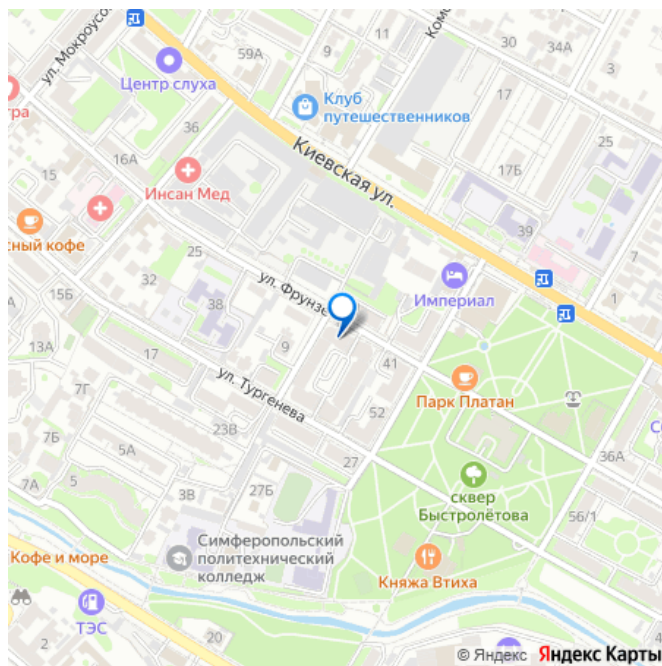 ул. Мокроусо
59А
9
30
34А
3
Центр слуха
Клуб
путешественников
17
тра
36
25
16А
Киевская ул.
15
Инсан Мед
17Б
39
сный кофе
25
32
ул. Фрунзе
Империал
7
1
15Б
38
13А
17
9
41
ул. Тургенева
Парк Платан
7Г
52
7Б
23В
36А
5А
27
сквер
Быстролётова
7А
5
3В
27Б
56/1
Симферопольский
политехнический
колледж
Кофе и море
Княжа Втиха
ТЭС
20
2
© Яндекс Яндекс Карты